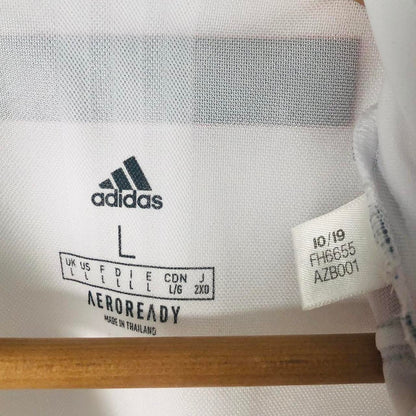 adidas
L
UK US F D I E CDN J
L L L L L L L/G 2XO
AEROREADY
MADE IN THAILAND
10/19
FH6655
AZB001